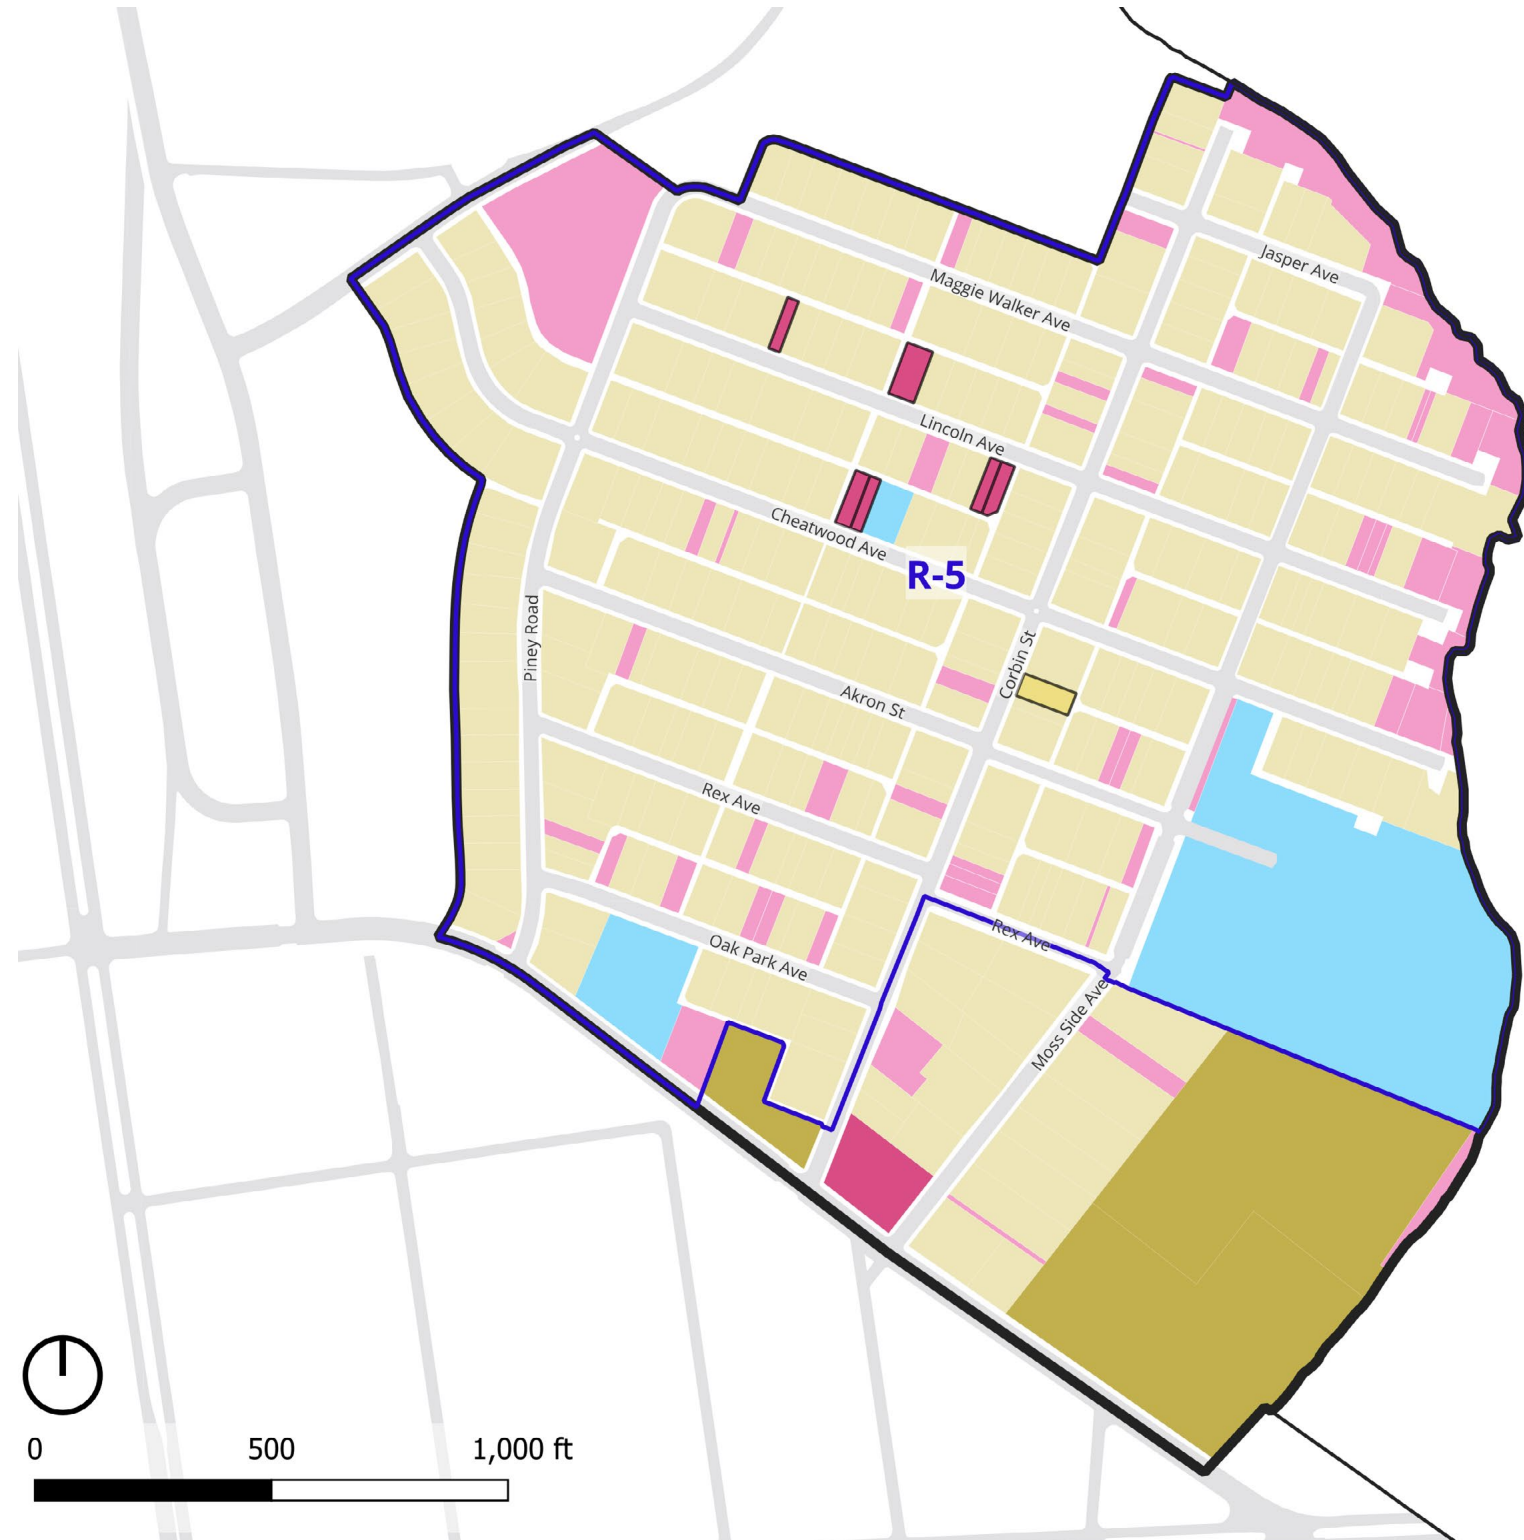 Jasper Ave
Maggie Walker Ave
Lincoln Ave
Cheatwood Ave
R-5
Piney Road
Corbin St
Akron St
Rex Ave
Rex Ave
Oak Park Ave
Moss Side Ave
0 500 1,000 ft